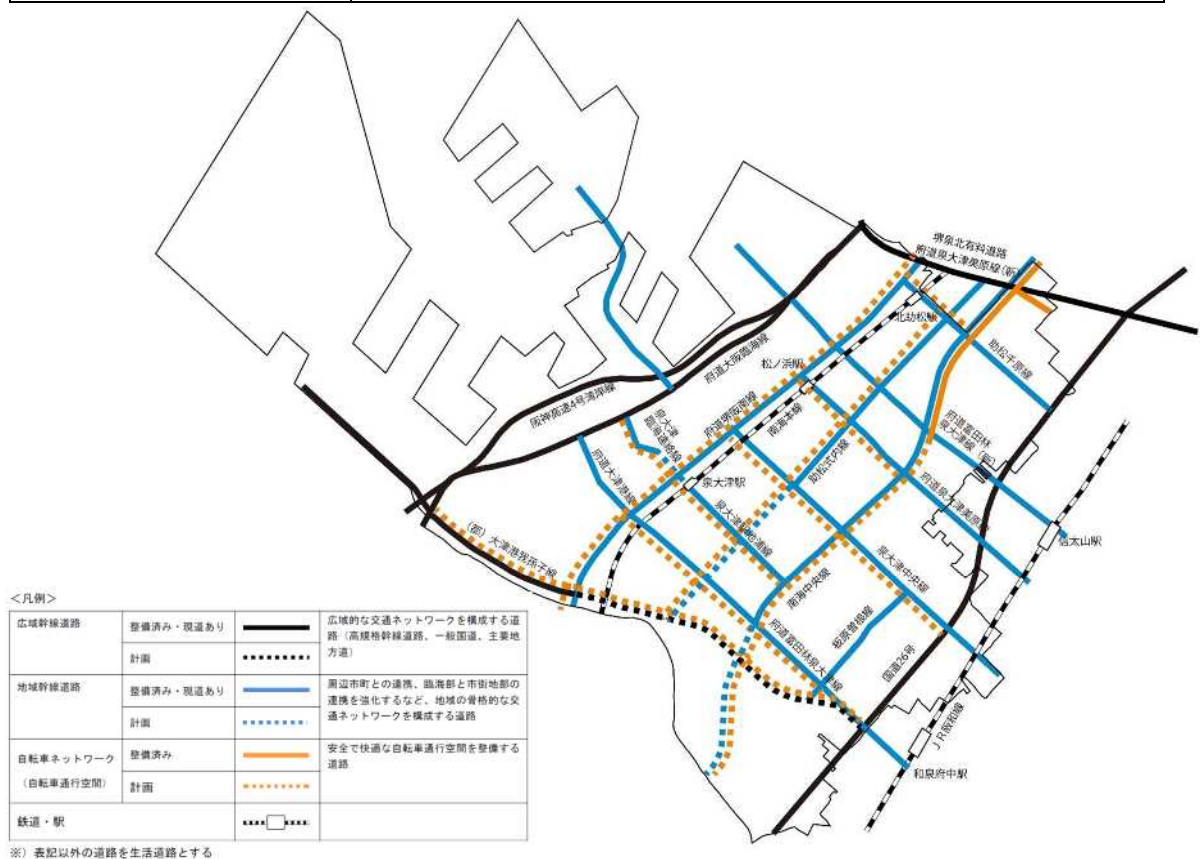 堺泉北有料道路
府道泉大津美原線(新)
北助松駅
助松千原線
府道大阪臨海線
松ノ浜駅
阪神高速4号湾岸線
府道堺阪南線
南海本線
泉大津
臨海連絡線
府道大津港線
助松式内線
府道富田林
泉大津線(新)
泉大津駅
府道泉大津美原線
信太山駅
(都)大津港我孫子線
南海中央線
泉大津中央線
府道富田林泉大津線
板原曽根線
国道26号
JR阪和線
和泉府中駅
<凡例>
広域幹線道路
整備済み・現道あり
広域的な交通ネットワークを構成する道
路(高規格幹線道路、一般国道、主要地
方道)
計画
地域幹線道路
整備済み・現道あり
周辺市町との連携、臨海部と市街地部の
連携を強化するなど、地域の骨格的な交
通ネットワークを構成する道路
計画
自転車ネットワーク
(自転車通行空間)
整備済み
安全で快適な自転車通行空間を整備する
道路
計画
鉄道・駅
※)表記以外の道路を生活道路とする